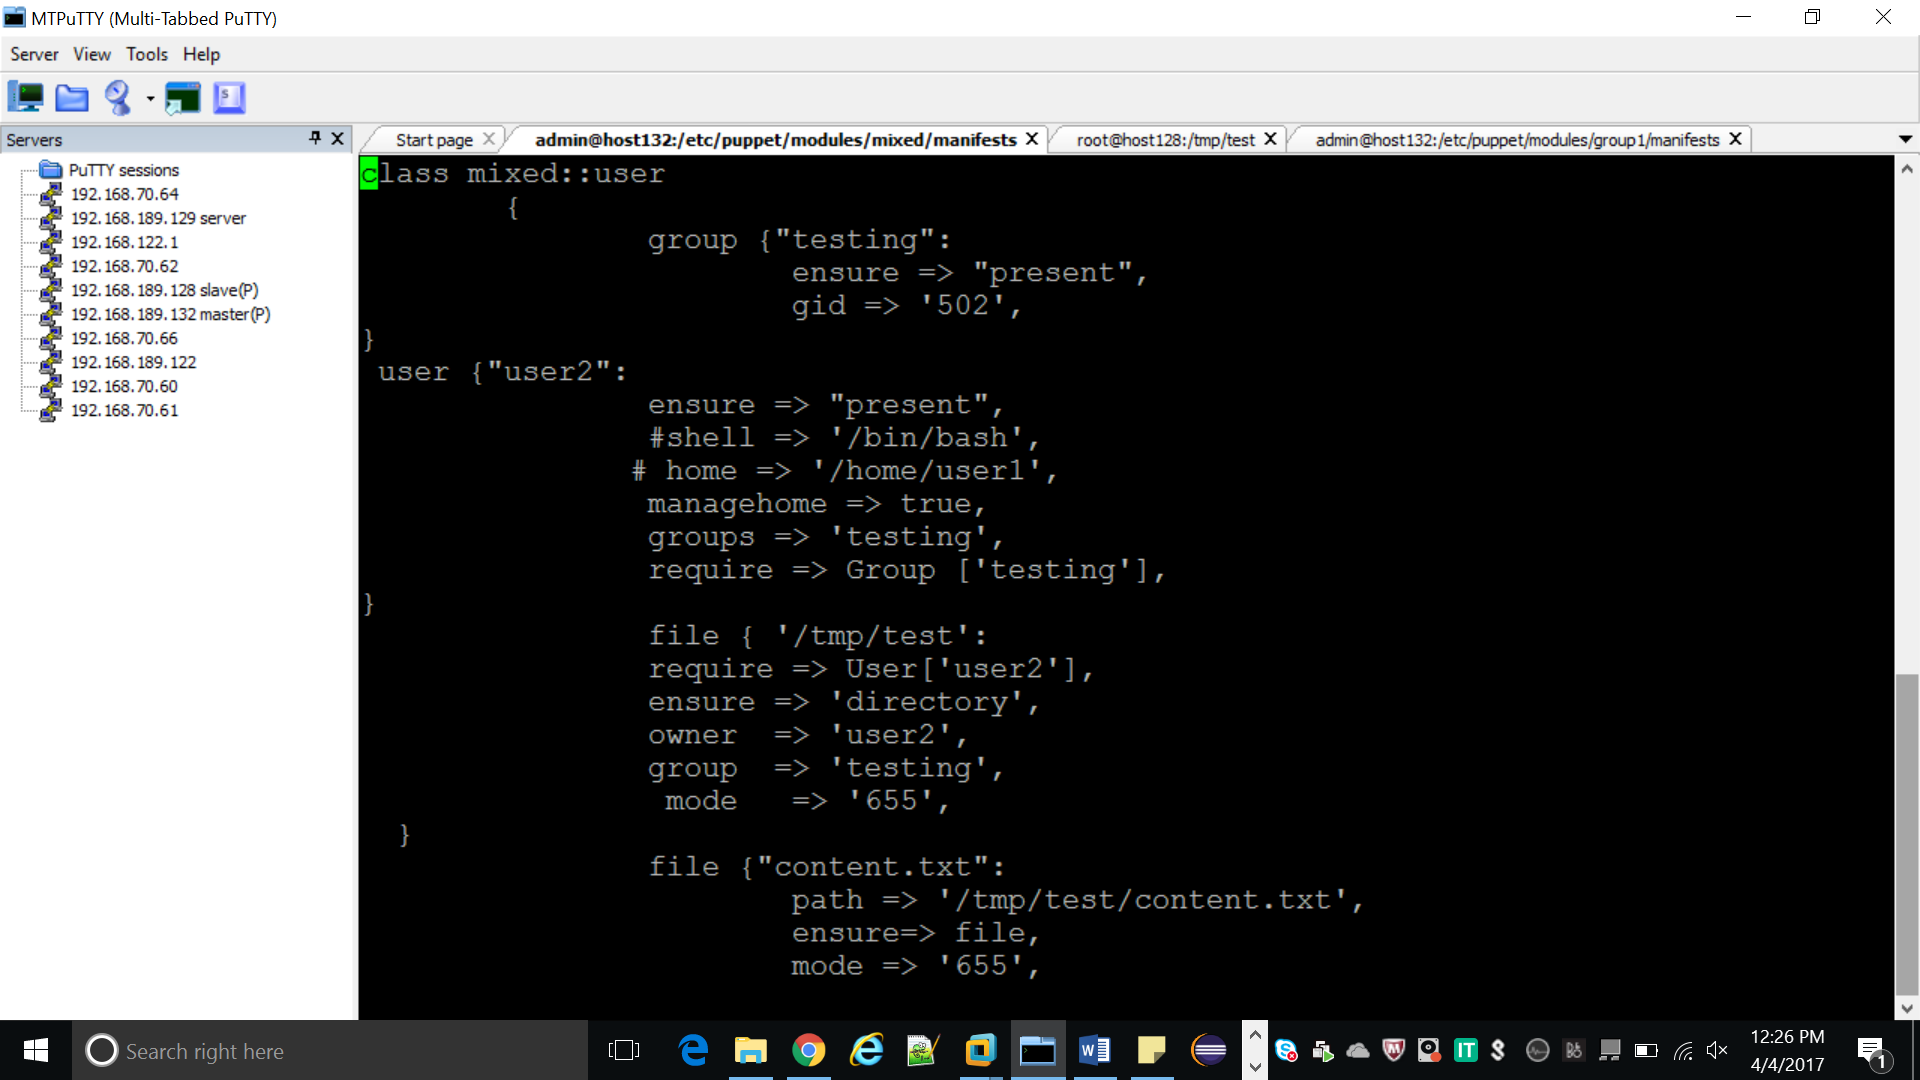 MTPuTTY (Multi-Tabbed PuTTY)
Server View Tools Help
Servers
Start page
admin@host132:/etc/puppet/modules/mixed/manifests
root@host128:/tmp/test
admin@host132:/etc/puppet/modules/group1/manifests
PuTTY sessions
192.168.70.64
192.168.189.129 server
192.168.122.1
192.168.70.62
192.168.189.128 slave(P)
192.168.189.132 master(P)
192.168.70.66
192.168.189.122
192.168.70.60
192.168.70.61
class mixed::user
{
group {"testing":
ensure => "present",
gid => '502',
}
user {"user2":
ensure => "present",
#shell => '/bin/bash',
# home => '/home/user1',
managehome => true,
groups => 'testing',
require => Group ['testing'],
}
file { '/tmp/test':
require => User['user2'],
ensure => 'directory',
owner => 'user2',
group => 'testing',
mode => '655',
}
file {"content.txt":
path => '/tmp/test/content.txt',
ensure=> file,
mode => '655',
Search right here
12:26 PM
4/4/2017
1